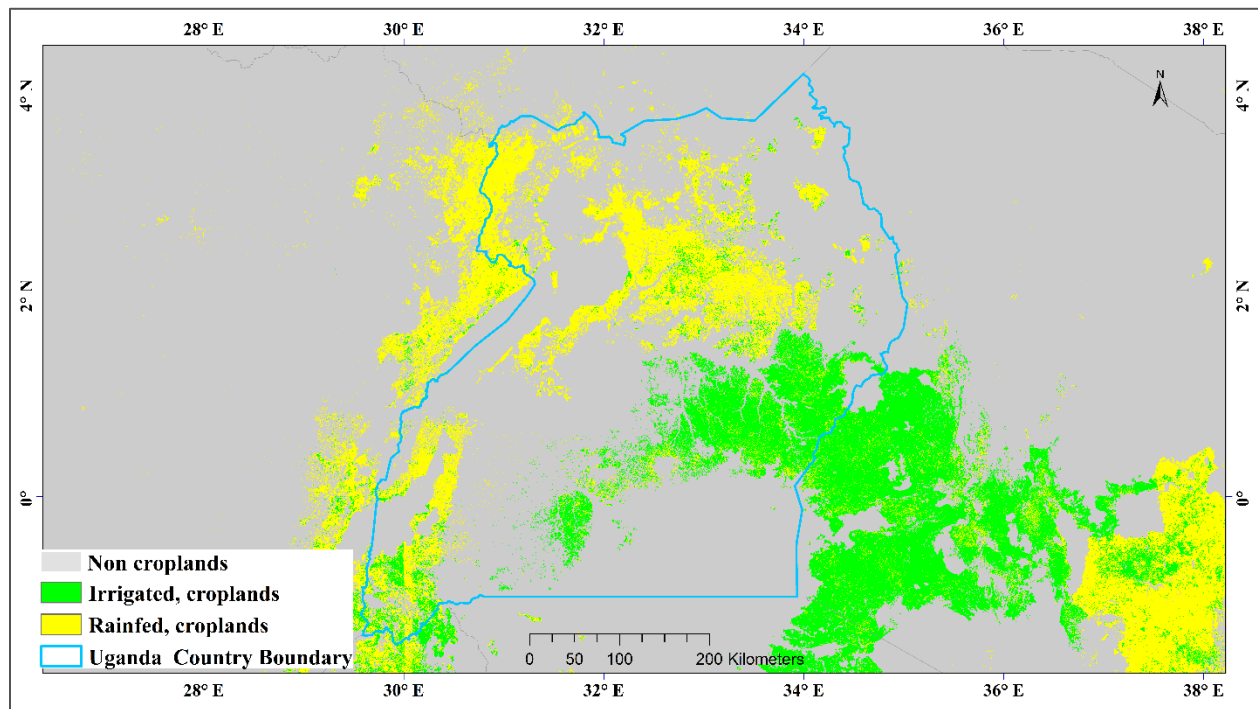 28° E 30° E 32° E 34° E 36° E 38° E
4° N 4° N
N
2° N 2° N
0° 0°
Non croplands
Irrigated, croplands
Rainfed, croplands
Uganda Country Boundary
0 50 100 200 Kilometers
28° E 30° E 32° E 34° E 36° E 38° E